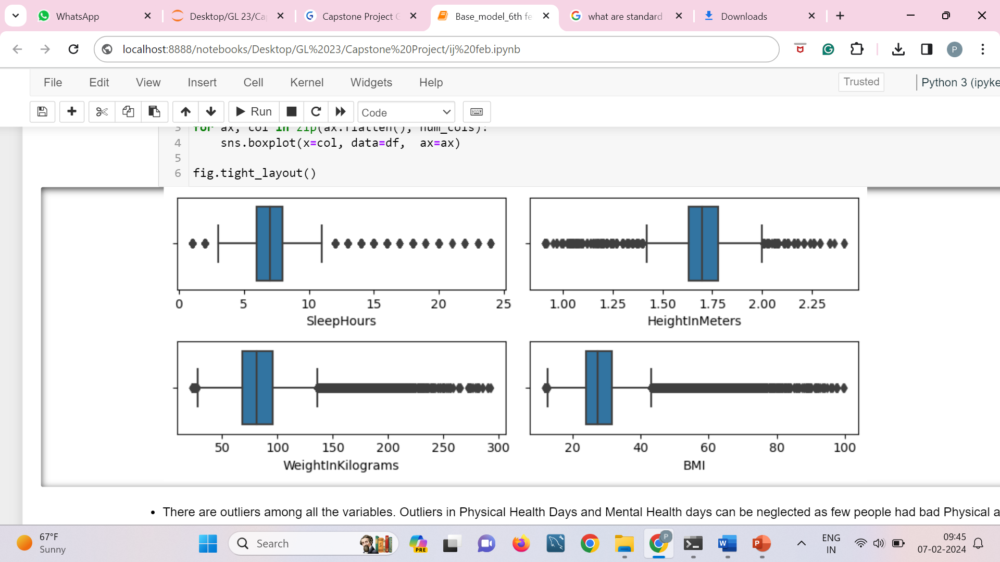 WhatsApp
Desktop/GL 23/Ca
Capstone Project G
Base_model_6th fe
what are standard
Downloads
localhost:8888/notebooks/Desktop/GL%2023/Capstone%20Project/ij%20feb.ipynb
P
File Edit View Insert Cell Kernel Widgets Help
Trusted
Python 3 (ipyke
Run
Code
3 for ax, col in zip(ax.flatten(), num_cols):
4 sns.boxplot(x=col, data=df, ax=ax)
5
6 fig.tight_layout()
0 5 10 15 20 25
SleepHours
1.00 1.25 1.50 1.75 2.00 2.25
HeightInMeters
50 100 150 200 250 300
WeightInKilograms
20 40 60 80 100
BMI
• There are outliers among all the variables. Outliers in Physical Health Days and Mental Health days can be neglected as few people had bad Physical a
67°F
Sunny
Search
PRE
P
W
P
ENG
IN
09:45
07-02-2024